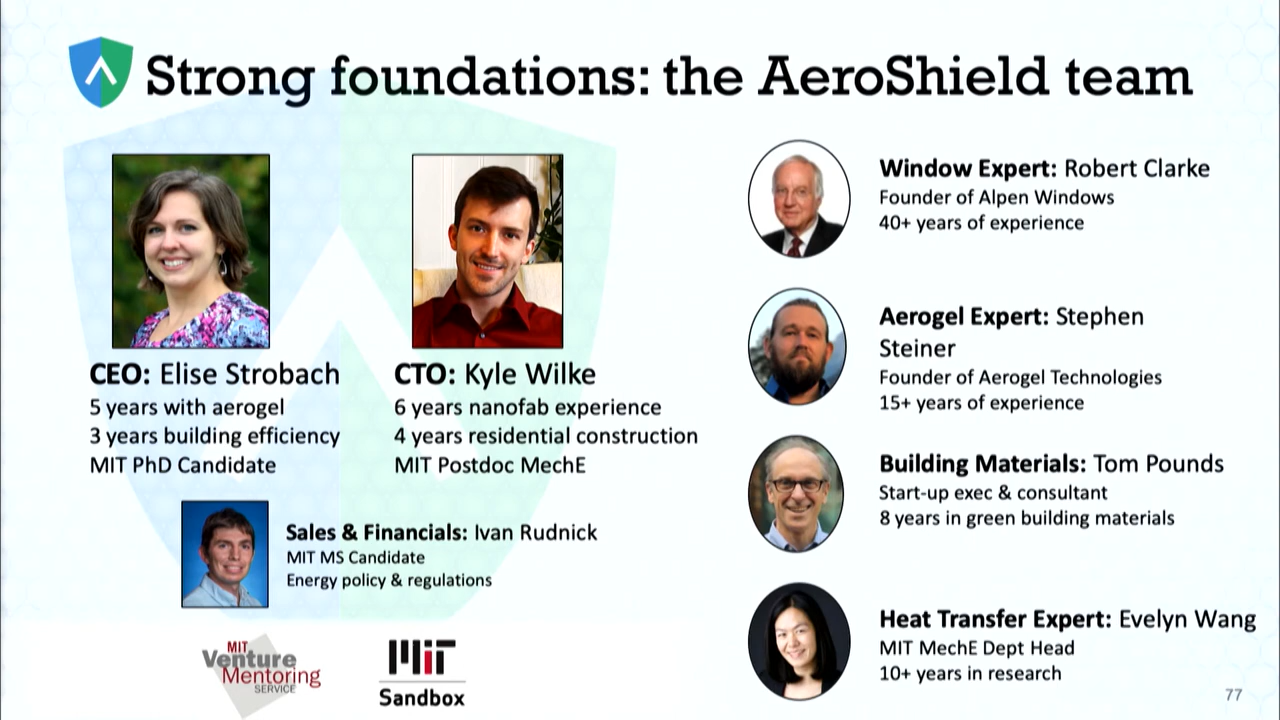 Strong foundations: the AeroShield team
CEO: Elise Strobach
5 years with aerogel
3 years building efficiency
MIT PhD Candidate
CTO: Kyle Wilke
6 years nanofab experience
4 years residential construction
MIT Postdoc MechE
Sales & Financials: Ivan Rudnick
MIT MS Candidate
Energy policy & regulations
MIT
Venture
Mentoring
SERVICE
MIT
Sandbox
Window Expert: Robert Clarke
Founder of Alpen Windows
40+ years of experience
Aerogel Expert: Stephen
Steiner
Founder of Aerogel Technologies
15+ years of experience
Building Materials: Tom Pounds
Start-up exec & consultant
8 years in green building materials
Heat Transfer Expert: Evelyn Wang
MIT MechE Dept Head
10+ years in research
77